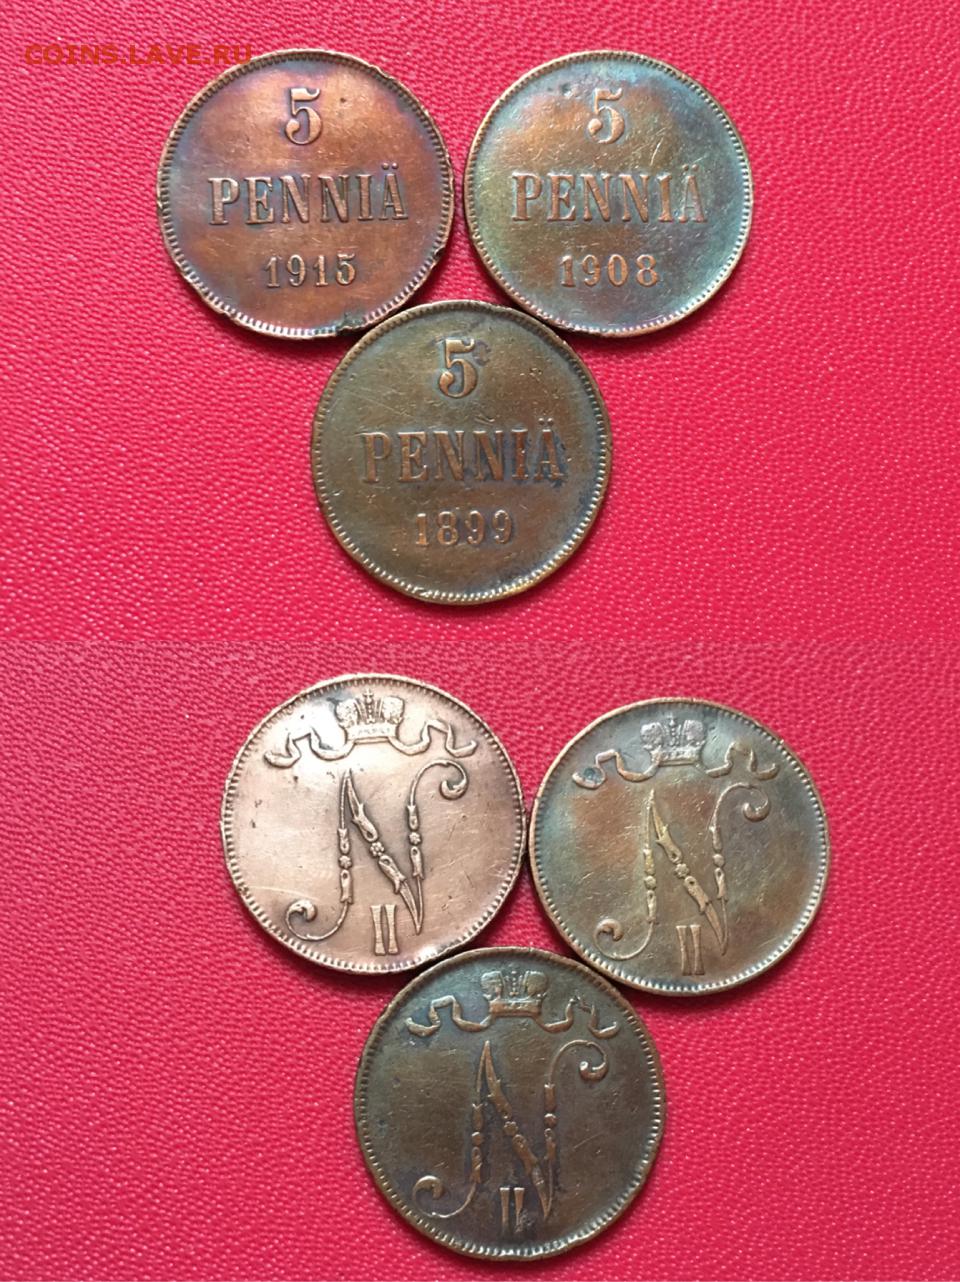 COINS.LAVE.RU
5
PENNIÄ
1915
5
PENNIÄ
1908
5
PENNIÄ
1899
N
II
N
II
N
II